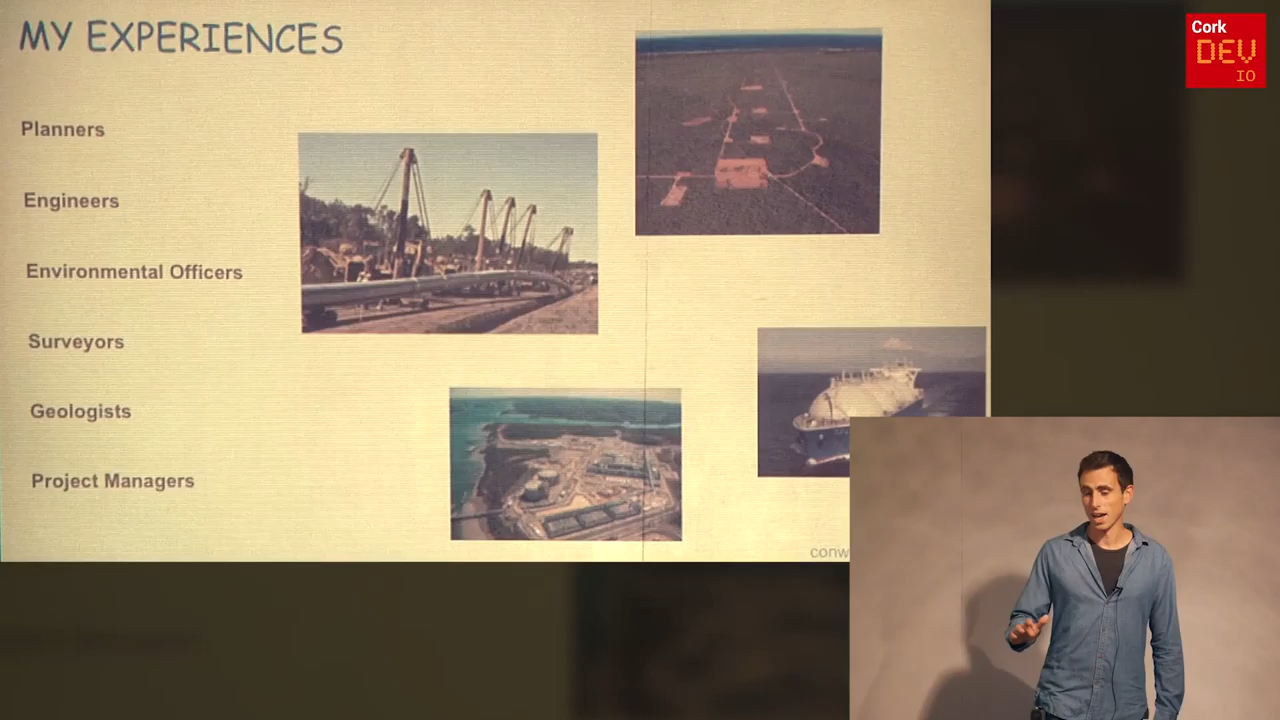 MY EXPERIENCES
Planners
Engineers
Environmental Officers
Surveyors
Geologists
Project Managers
conw
Cork
DEV
IO